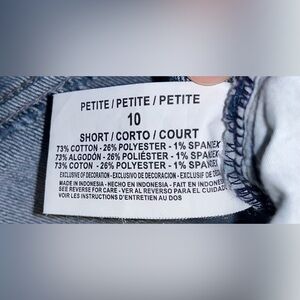 PETITE / PETITE / PETITE
10
SHORT / CORTO / COURT
73% COTTON - 26% POLYESTER - 1% SPANDEX
73% ALGODÓN - 26% POLIÉSTER - 1% SPANDEX
73% COTON - 26% POLYESTER - 1% SPANDEX
EXCLUSIVE OF DECORATION - EXCLUSIVO DE DECORACION - EXCLUSIF DE
MADE IN INDONESIA - HECHO EN INDONESIA - FAIT EN INDONESIE
SEE REVERSE FOR CARE - VER AL REVERSO PARA EL CUIDADO
VOIR LES INSTRUCTIONS D'ENTRETIEN AU DOS